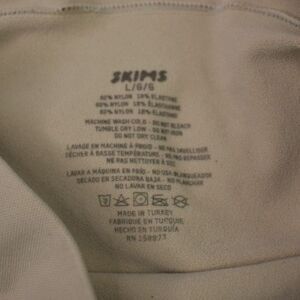 SKIMS
L/G/G
82% NYLON 18% ELASTANE
82% NYLON 18% ÉLASTHANNE
82% NYLON 18% ELASTANO
MACHINE WASH COLD - DO NOT BLEACH
TUMBLE DRY LOW - DO NOT IRON
DO NOT DRY CLEAN
LAVAGE EN MACHINE À FROID - NE PAS JAVELLISER
SÉCHER À BASSE TEMPÉRATURE - NE PAS REPASSER
NE PAS NETTOYER À SEC
LAVAR A MÁQUINA EN FRÍO - NO USA BLANQUEADOR
SECADO EN SECADORA BAJA - NO PLANCHAR
NO LAVAR EN SECO
MADE IN TURKEY
FABRIQUÉ EN TURQUIE
HECHO EN TURQUÍA
RN 158973